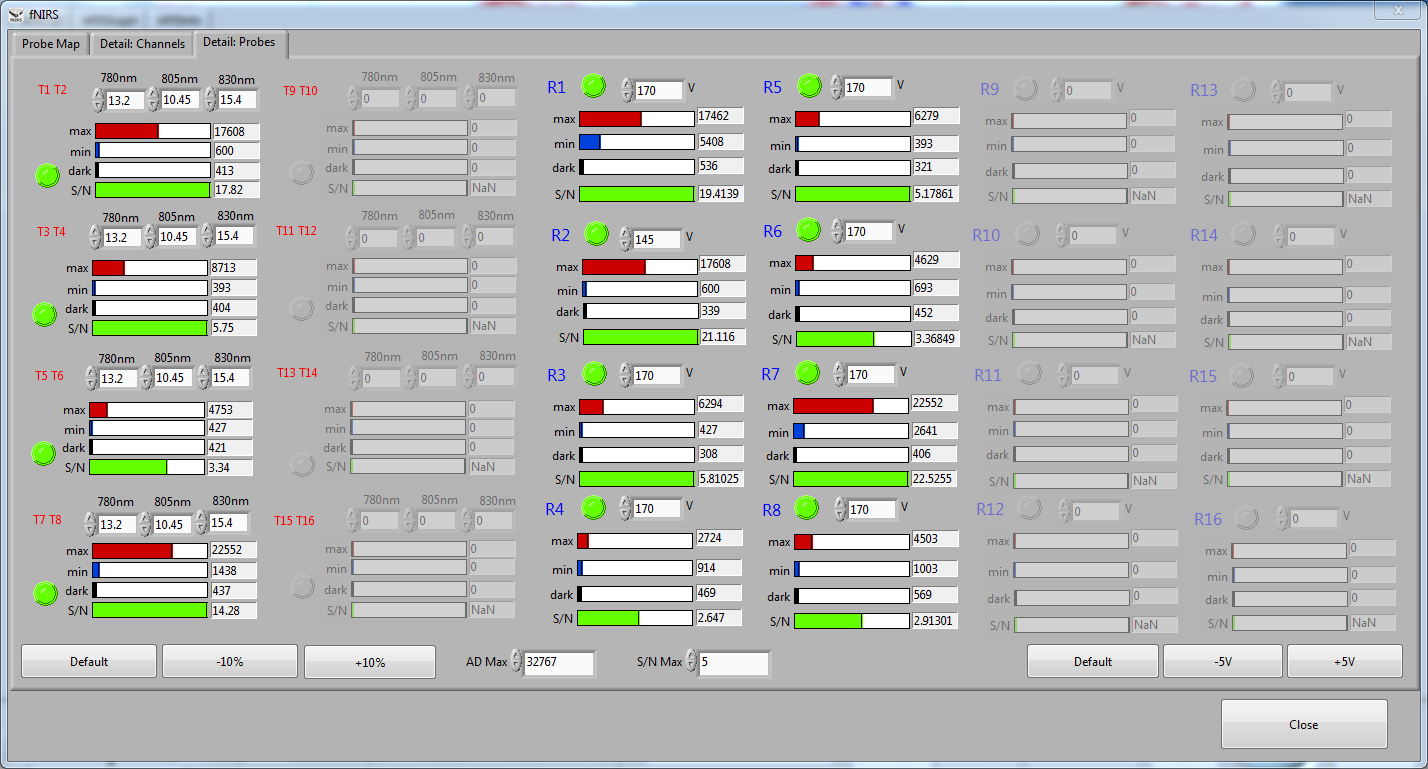 fNIRS
Probe Map Detail: Channels Detail: Probes
T1 T2
780nm 805nm 830nm
13.2 10.45 15.4
max 17608
min 600
dark 413
S/N 17.82
T3 T4
780nm 805nm 830nm
13.2 10.45 15.4
max 8713
min 393
dark 404
S/N 5.75
T5 T6
780nm 805nm 830nm
13.2 10.45 15.4
max 4753
min 427
dark 421
S/N 3.34
T7 T8
780nm 805nm 830nm
13.2 10.45 15.4
max 22552
min 1438
dark 437
S/N 14.28
T9 T10
780nm 805nm 830nm
0 0 0
max 0
min 0
dark 0
S/N NaN
T11 T12
780nm 805nm 830nm
0 0 0
max 0
min 0
dark 0
S/N NaN
T13 T14
780nm 805nm 830nm
0 0 0
max 0
min 0
dark 0
S/N NaN
T15 T16
780nm 805nm 830nm
0 0 0
max 0
min 0
dark 0
S/N NaN
R1 170 V
max 17462
min 5408
dark 536
S/N 19.4139
R2 145 V
max 17608
min 600
dark 339
S/N 21.116
R3 170 V
max 6294
min 427
dark 308
S/N 5.81025
R4 170 V
max 2724
min 914
dark 469
S/N 2.647
R5 170 V
max 6279
min 393
dark 321
S/N 5.17861
R6 170 V
max 4629
min 693
dark 452
S/N 3.36849
R7 170 V
max 22552
min 2641
dark 406
S/N 22.5255
R8 170 V
max 4503
min 1003
dark 569
S/N 2.91301
R9 0 V
max 0
min 0
dark 0
S/N NaN
R10 0 V
max 0
min 0
dark 0
S/N NaN
R11 0 V
max 0
min 0
dark 0
S/N NaN
R12 0 V
max 0
min 0
dark 0
S/N NaN
R13 0 V
max 0
min 0
dark 0
S/N NaN
R14 0 V
max 0
min 0
dark 0
S/N NaN
R15 0 V
max 0
min 0
dark 0
S/N NaN
R16 0 V
max 0
min 0
dark 0
S/N NaN
Default -10% +10% AD Max 32767 S/N Max 5 Default -5V +5V
Close